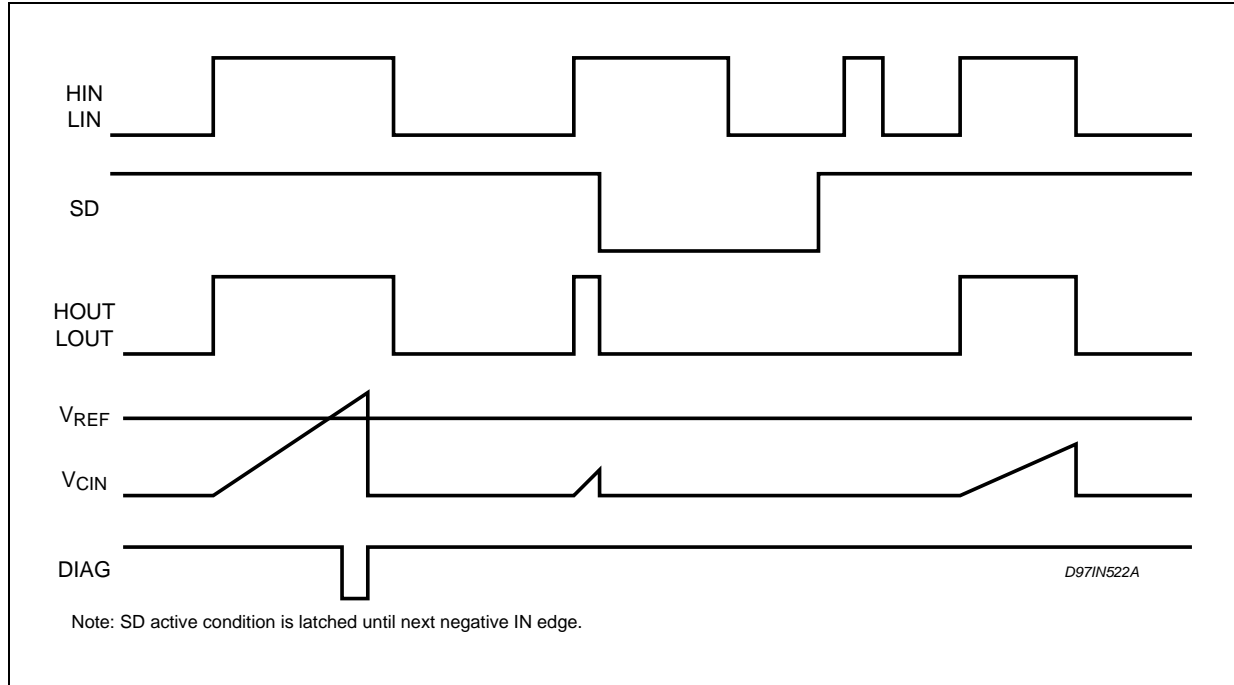 HIN
LIN
SD
HOUT
LOUT
VREF
VCIN
DIAG
D97IN522A
Note: SD active condition is latched until next negative IN edge.